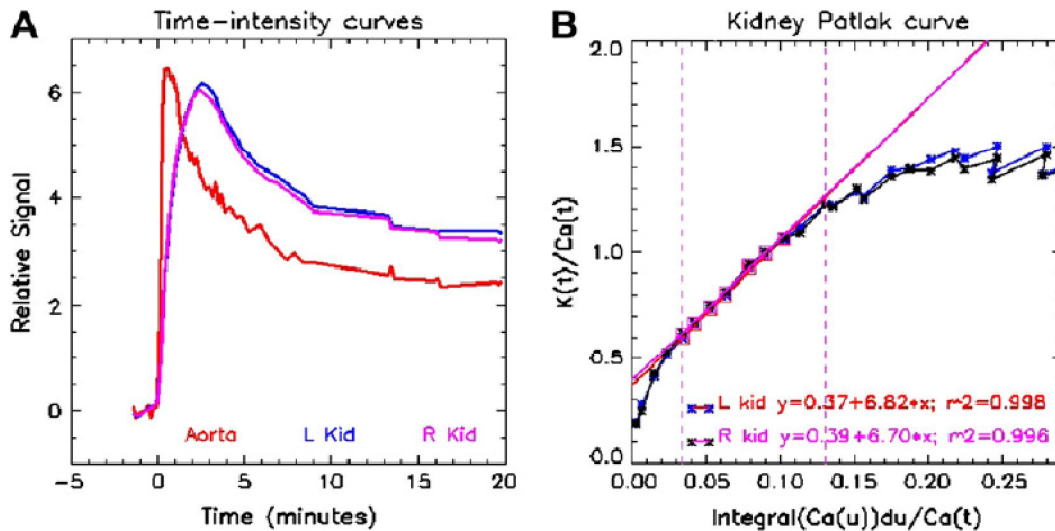 A
Time-intensity curves
Relative Signal
6
4
2
0
Aorta L Kid R Kid
-5 0 5 10 15 20
Time (minutes)
B
Kidney Patlak curve
K(t)/Ca(t)
2.0
1.5
1.0
0.5
0.0
L kid y=0.37+6.82*x; r^2=0.998
R kid y=0.39+6.70*x; r^2=0.996
0.00 0.05 0.10 0.15 0.20 0.25
Integral(Ca(u))du/Ca(t)